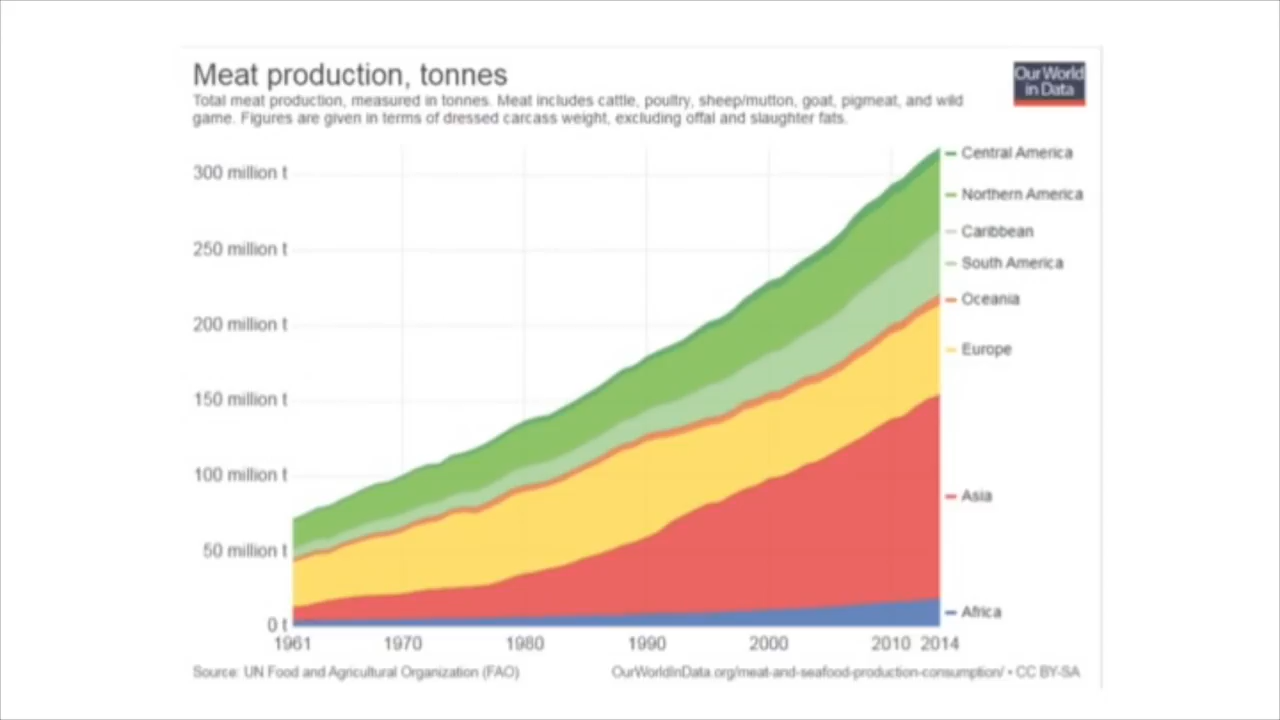 Meat production, tonnes
Our World
in Data
Total meat production, measured in tonnes. Meat includes cattle, poultry, sheep/mutton, goat, pigmeat, and wild
game. Figures are given in terms of dressed carcass weight, excluding offal and slaughter fats.
300 million t
250 million t
200 million t
150 million t
100 million t
50 million t
0 t
Central America
Northern America
Caribbean
South America
Oceania
Europe
Asia
Africa
1961 1970 1980 1990 2000 2010 2014
Source: UN Food and Agricultural Organization (FAO)
OurWorldInData.org/meat-and-seafood-production-consumption/ • CC BY-SA